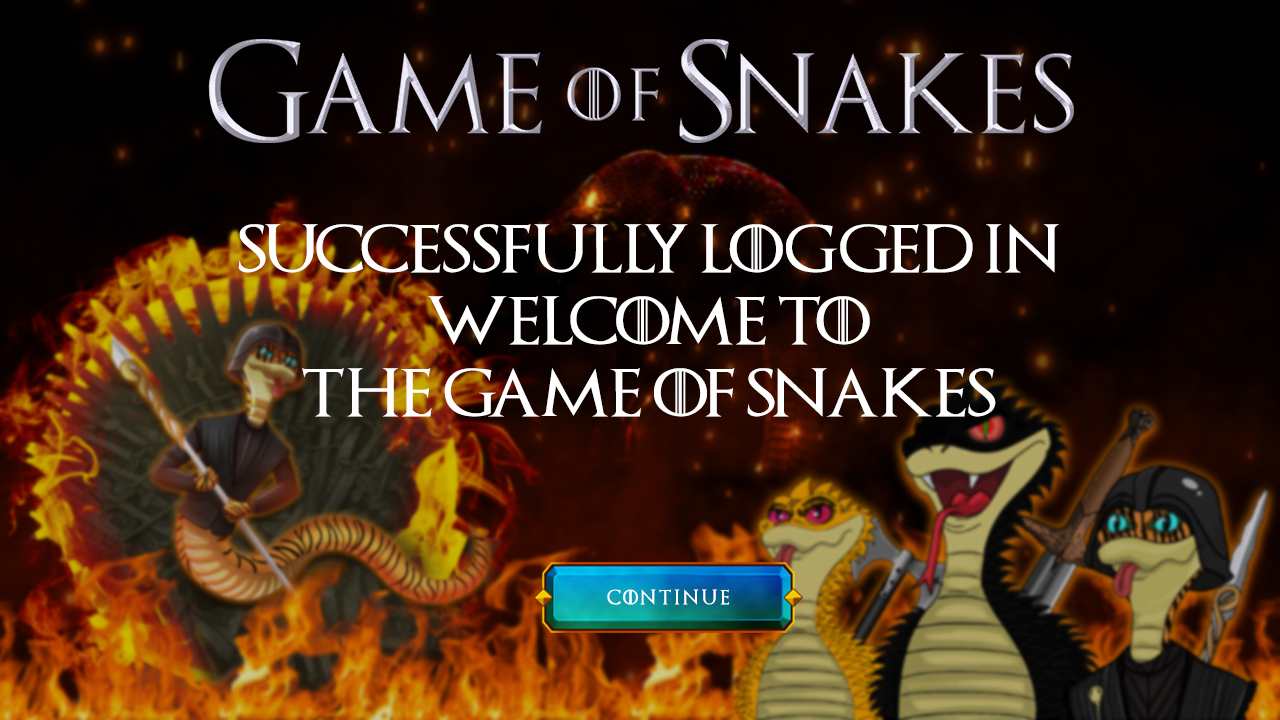 GAME OF SNAKES
SUCCESSFULLY LOGGED IN
WELCOME TO
THE GAME OF SNAKES
CONTINUE